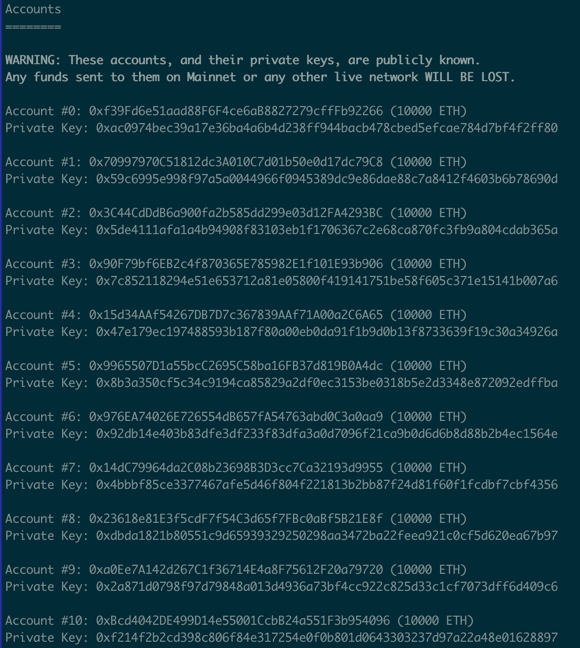 Accounts
========
WARNING: These accounts, and their private keys, are publicly known.
Any funds sent to them on Mainnet or any other live network WILL BE LOST.
Account #0: 0xf39Fd6e51aad88F6F4ce6aB8827279cffFb92266 (10000 ETH)
Private Key: 0xac0974bec39a17e36ba4a6b4d238ff944bacb478cbed5efcae784d7bf4f2ff80
Account #1: 0x70997970C51812dc3A010C7d01b50e0d17dc79C8 (10000 ETH)
Private Key: 0x59c6995e998f97a5a0044966f0945389dc9e86dae88c7a8412f4603b6b78690d
Account #2: 0x3C44CdDdB6a900fa2b585dd299e03d12FA4293BC (10000 ETH)
Private Key: 0x5de4111afa1a4b94908f83103eb1f1706367c2e68ca870fc3fb9a804cdab365a
Account #3: 0x90F79bf6EB2c4f870365E785982E1f101E93b906 (10000 ETH)
Private Key: 0x7c852118294e51e653712a81e05800f419141751be58f605c371e15141b007a6
Account #4: 0x15d34AAf54267DB7D7c367839AAf71A00a2C6A65 (10000 ETH)
Private Key: 0x47e179ec197488593b187f80a00eb0da91f1b9d0b13f8733639f19c30a34926a
Account #5: 0x9965507D1a55bcC2695C58ba16FB37d819B0A4dc (10000 ETH)
Private Key: 0x8b3a350cf5c34c9194ca85829a2df0ec3153be0318b5e2d3348e872092edffba
Account #6: 0x976EA74026E726554dB657fA54763abd0C3a0aa9 (10000 ETH)
Private Key: 0x92db14e403b83dfe3df233f83dfa3a0d7096f21ca9b0d6d6b8d88b2b4ec1564e
Account #7: 0x14dC79964da2C08b23698B3D3cc7Ca32193d9955 (10000 ETH)
Private Key: 0x4bbbf85ce3377467afe5d46f804f221813b2bb87f24d81f60f1fcdbf7cbf4356
Account #8: 0x23618e81E3f5cdF7f54C3d65f7FBc0aBf5B21E8f (10000 ETH)
Private Key: 0xdbda1821b80551c9d65939329250298aa3472ba22feea921c0cf5d620ea67b97
Account #9: 0xa0Ee7A142d267C1f36714E4a8F75612F20a79720 (10000 ETH)
Private Key: 0x2a871d0798f97d79848a013d4936a73bf4cc922c825d33c1cf7073dff6d409c6
Account #10: 0xBcd4042DE499D14e55001CcbB24a551F3b954096 (10000 ETH)
Private Key: 0xf214f2b2cd398c806f84e317254e0f0b801d0643303237d97a22a48e01628897